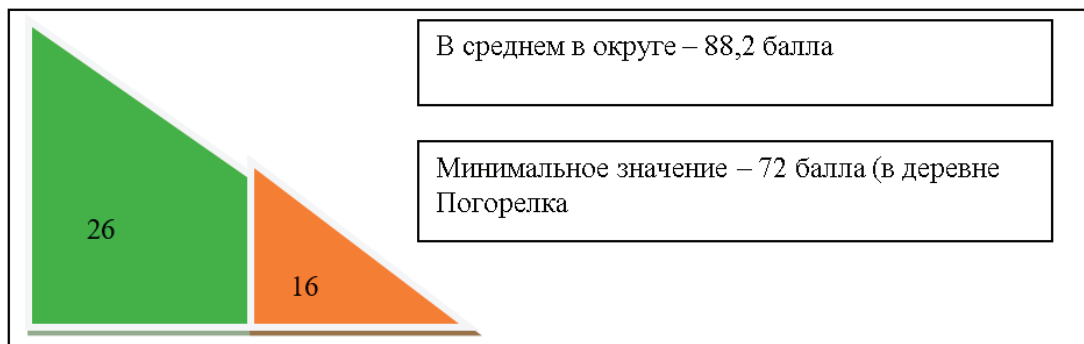 В среднем в округе – 88,2 балла
Минимальное значение – 72 балла (в деревне
Погорелка
26
16